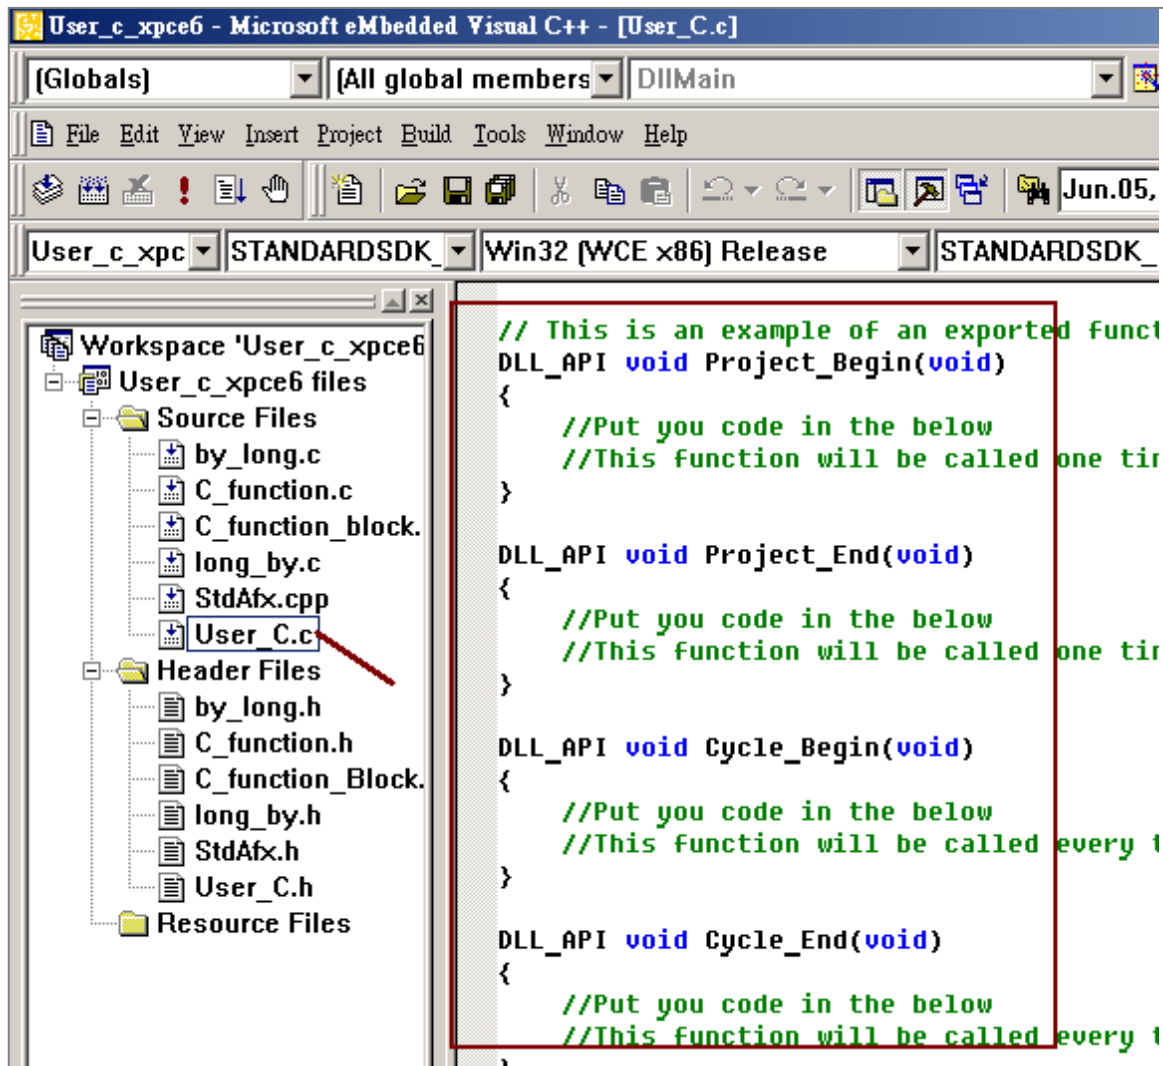 User_c_xpce6 - Microsoft eMbedded Visual C++ - [User_C.c]
(Globals) (All global members DllMain
File Edit View Insert Project Build Tools Window Help
Jun.05,
User_c_xpc STANDARDSDK_ Win32 (WCE x86) Release STANDARDSDK_
Workspace 'User_c_xpce6
User_c_xpce6 files
Source Files
by_long.c
C_function.c
C_function_block.
long_by.c
StdAfx.cpp
User_C.c
Header Files
by_long.h
C_function.h
C_function_Block.
long_by.h
StdAfx.h
User_C.h
Resource Files
// This is an example of an exported funct
DLL_API void Project_Begin(void)
{
//Put you code in the below
//This function will be called one tim
}
DLL_API void Project_End(void)
{
//Put you code in the below
//This function will be called one tim
}
DLL_API void Cycle_Begin(void)
{
//Put you code in the below
//This function will be called every t
}
DLL_API void Cycle_End(void)
{
//Put you code in the below
//This function will be called every t
}